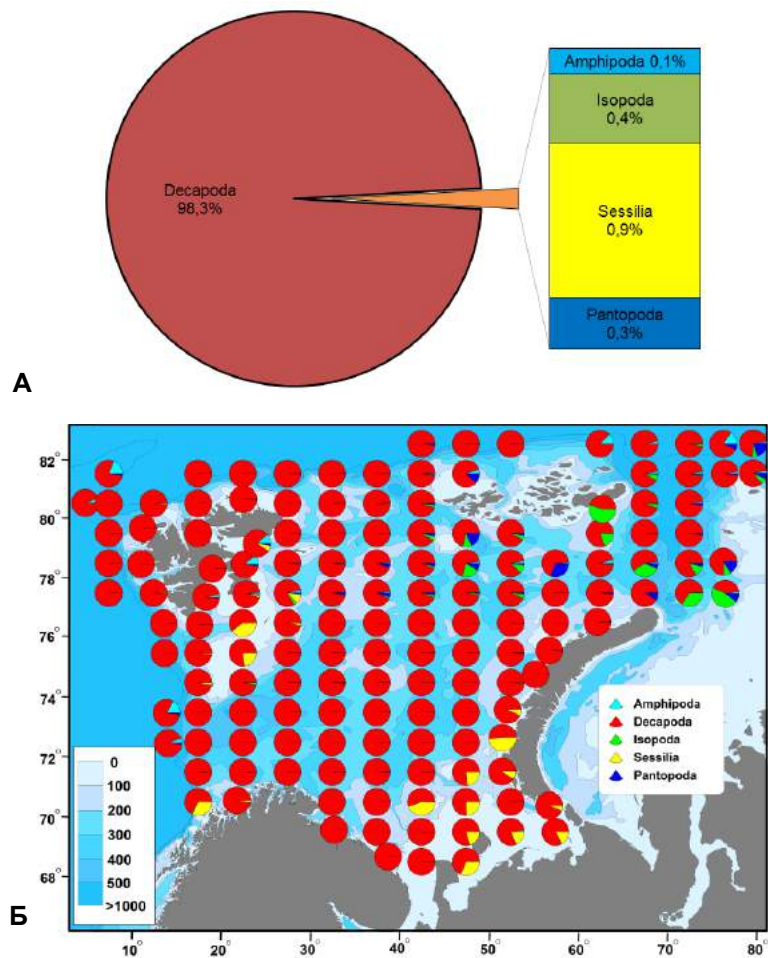 Decapoda
98,3%
Amphipoda 0,1%
Isopoda
0,4%
Sessilia
0,9%
Pantopoda
0,3%
А
82°
80°
78°
76°
74°
72°
70°
68°
0
100
200
300
400
500
>1000
Amphipoda
Decapoda
Isopoda
Sessilia
Pantopoda
Б
10°
20°
30°
40°
50°
60°
70°
80°